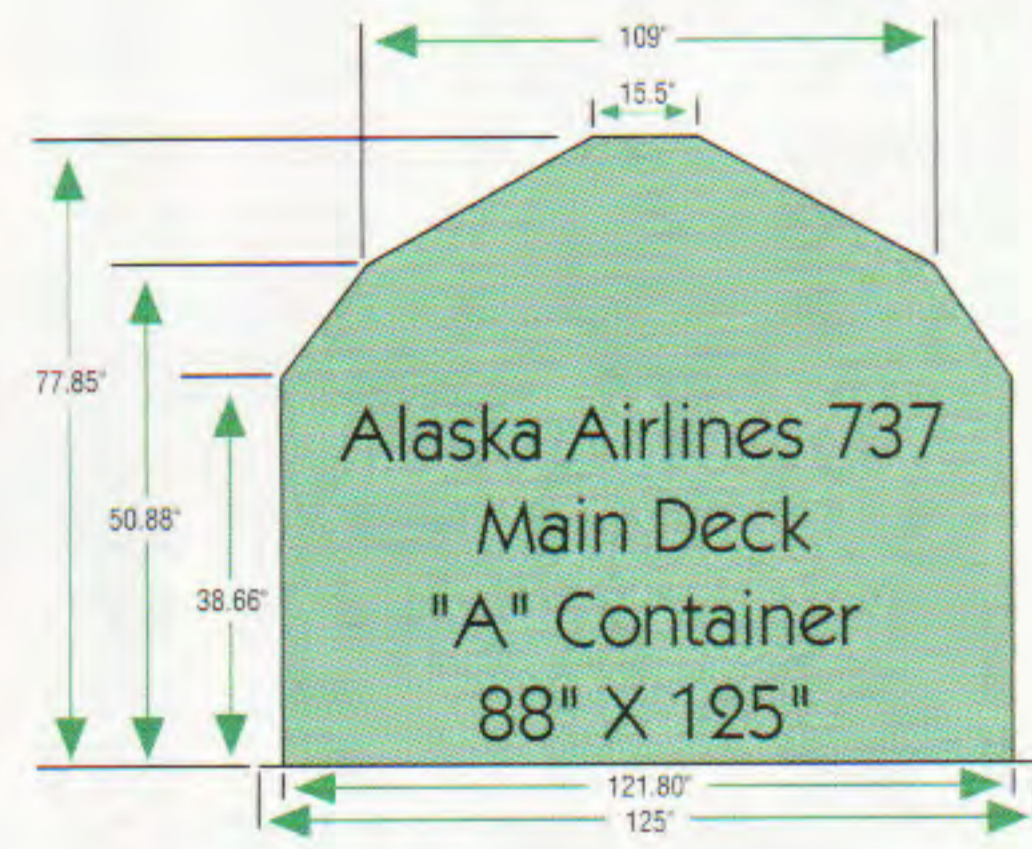 109"
15.5"
77.85"
50.88"
38.66"
Alaska Airlines 737
Main Deck
"A" Container
88" X 125"
121.80"
125"